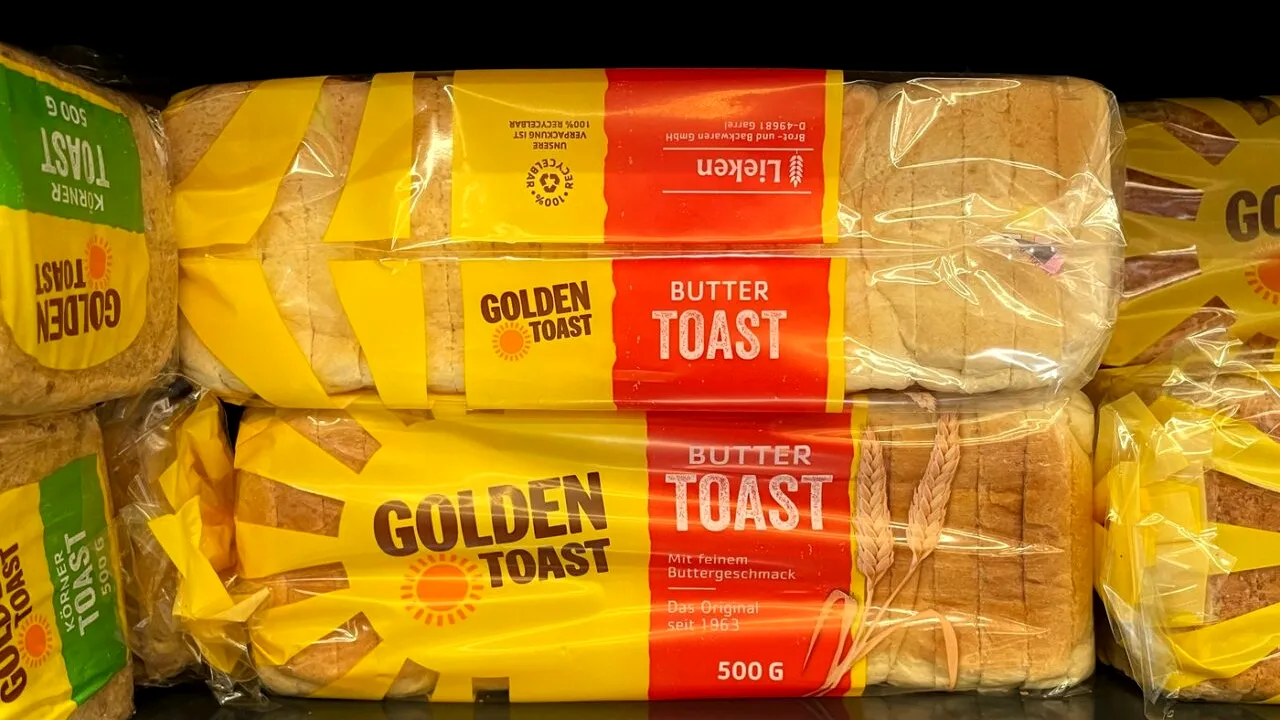 KÖRNER
TOAST
500 G
GOLDEN
TOAST
UNSERE
VERPACKUNG IST
100% RECYCELBAR
100%
RECYCELBAR
Lieken
Brot- und Backwaren GmbH
D-49681 Garrel
GOLDEN
TOAST
BUTTER
TOAST
GOLDEN
TOAST
BUTTER
TOAST
Mit feinem
Buttergeschmack
Das Original
seit 1963
500 G
GOLDEN
TOAST
KÖRNER
TOAST
500 G
GO